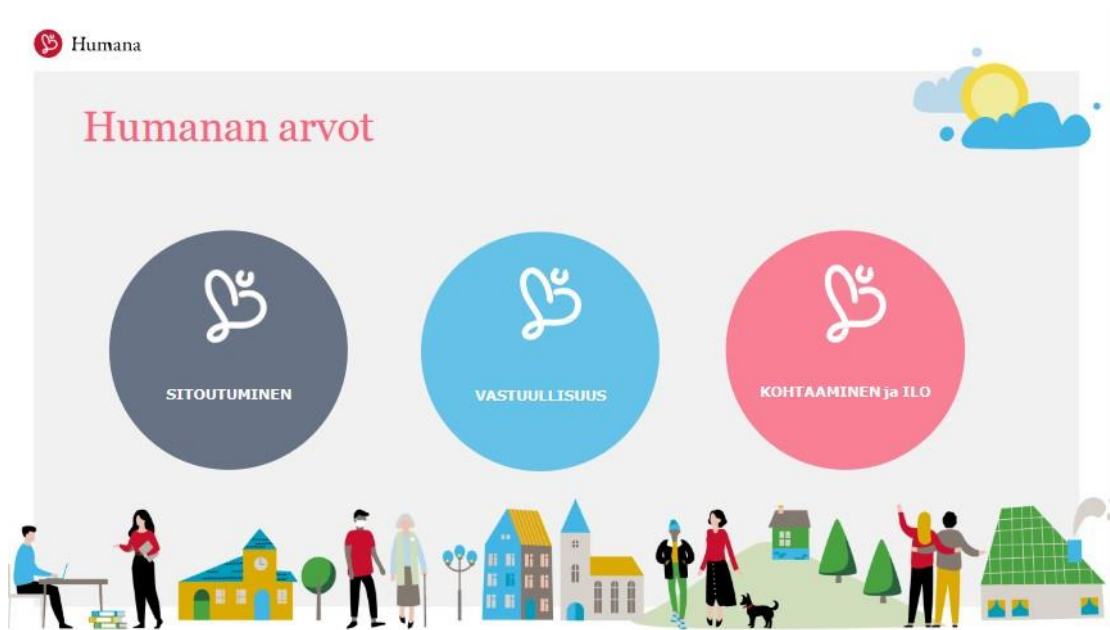 Humana
Humanan arvot
SITOUTUMINEN
VASTUULLISUUS
KOHTAAMINEN ja ILO